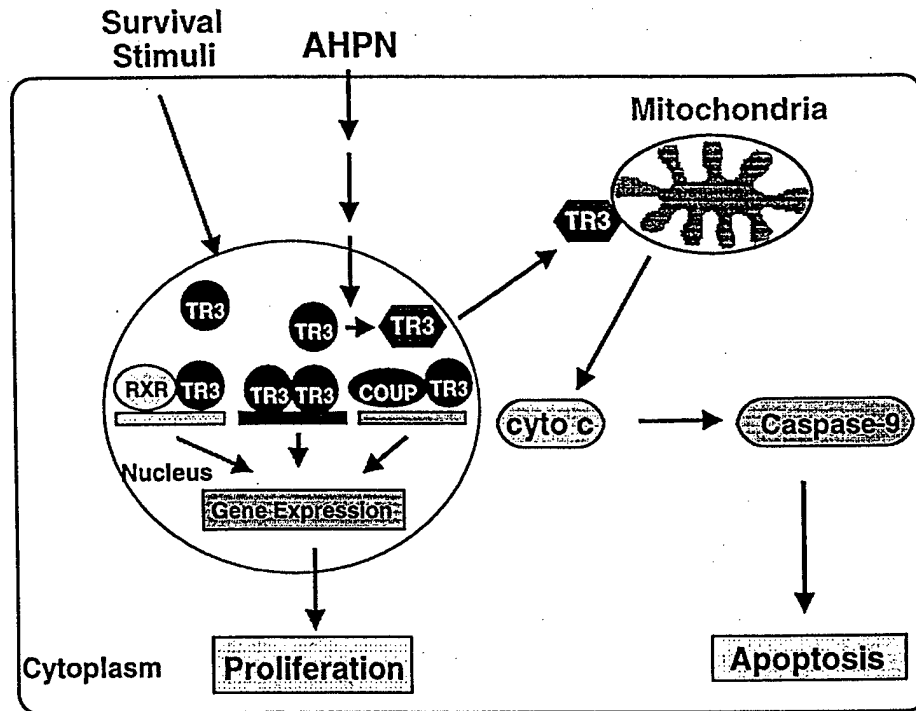 Survival
Stimuli
AHPN
Mitochondria
TR3
TR3
TR3
TR3
RXR
TR3
TR3
TR3
COUP
TR3
cyto c
Caspase-9
Nucleus
Gene Expression
Cytoplasm
Proliferation
Apoptosis